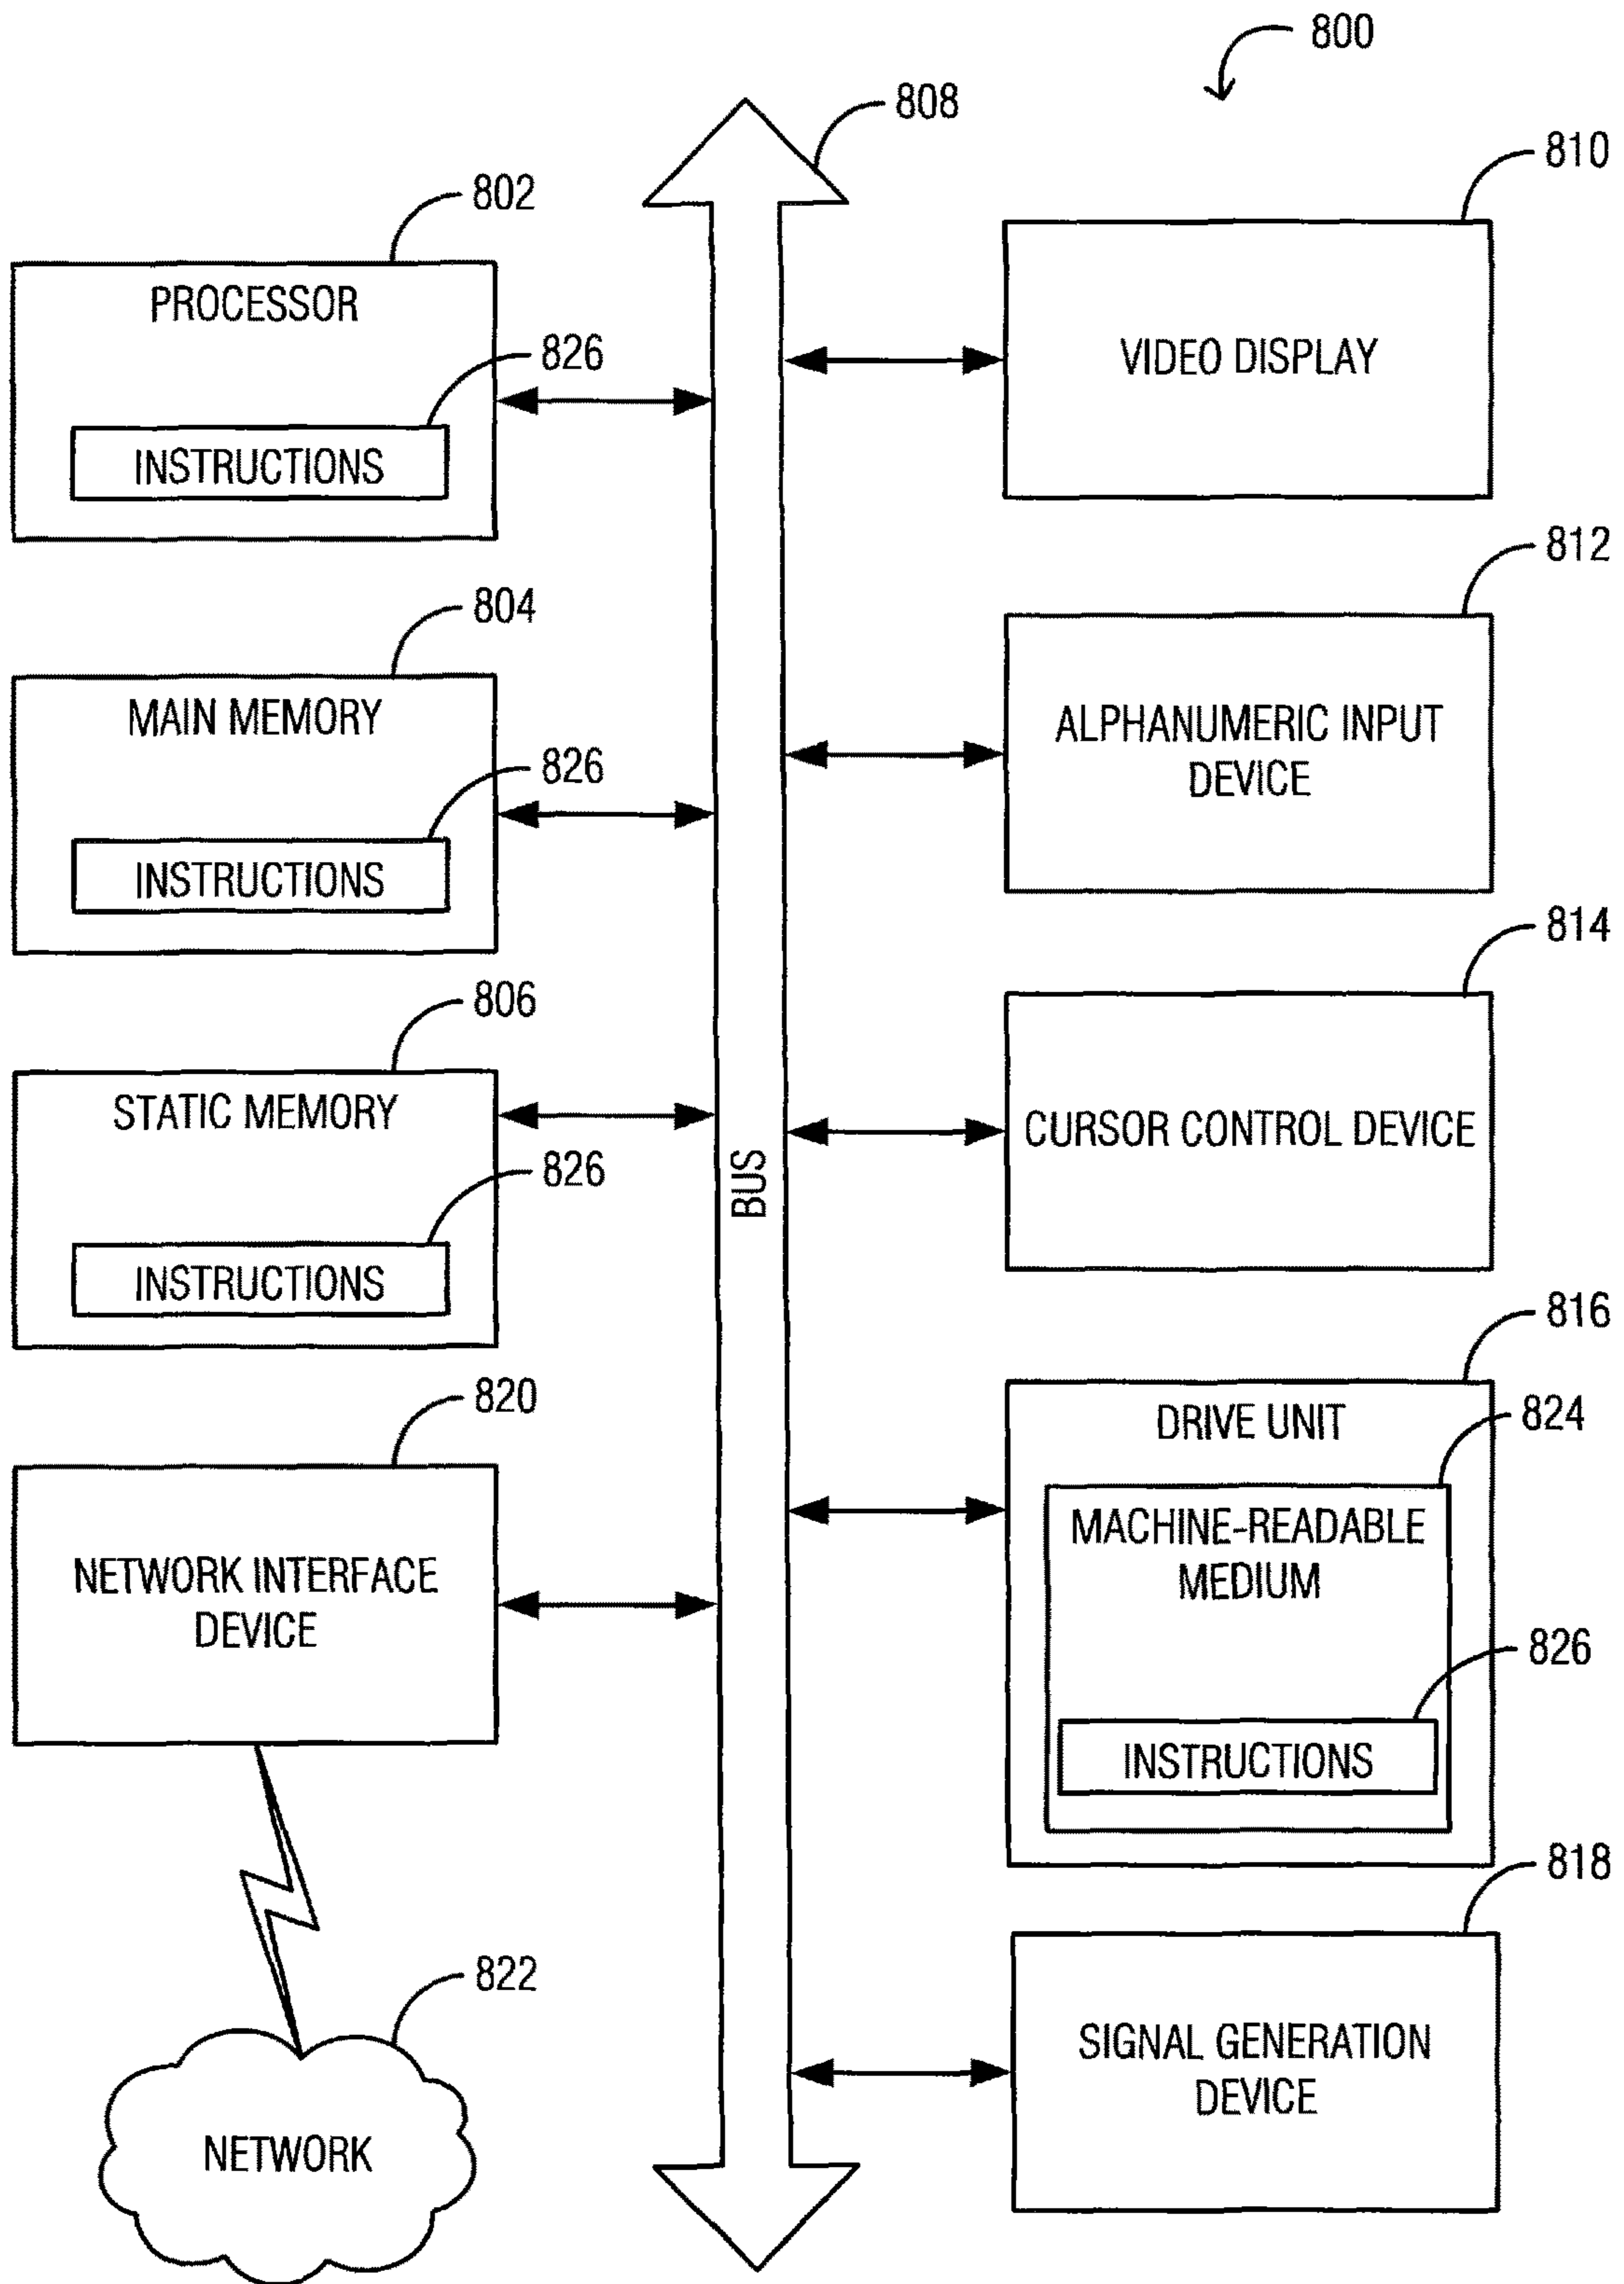 800
808
810
802
PROCESSOR
826
INSTRUCTIONS
VIDEO DISPLAY
812
804
MAIN MEMORY
826
INSTRUCTIONS
ALPHANUMERIC INPUT
DEVICE
814
806
STATIC MEMORY
826
INSTRUCTIONS
BUS
CURSOR CONTROL DEVICE
816
820
NETWORK INTERFACE
DEVICE
DRIVE UNIT
824
MACHINE-READABLE
MEDIUM
826
INSTRUCTIONS
818
822
NETWORK
SIGNAL GENERATION
DEVICE